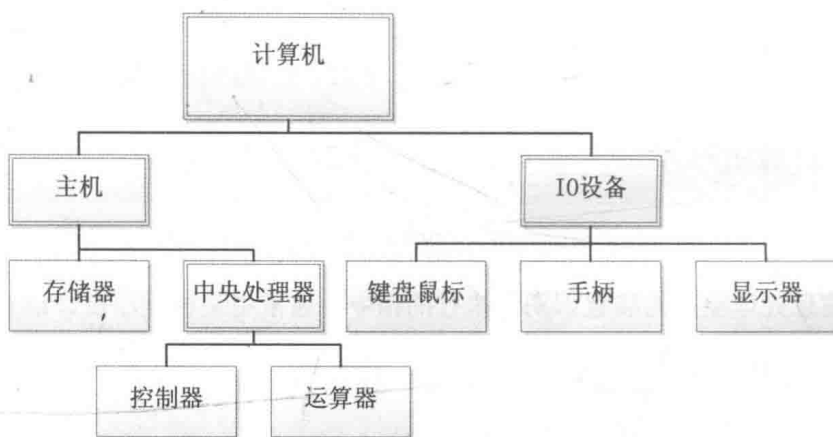 计算机
主机
IO设备
存储器
中央处理器
键盘鼠标
手柄
显示器
控制器
运算器